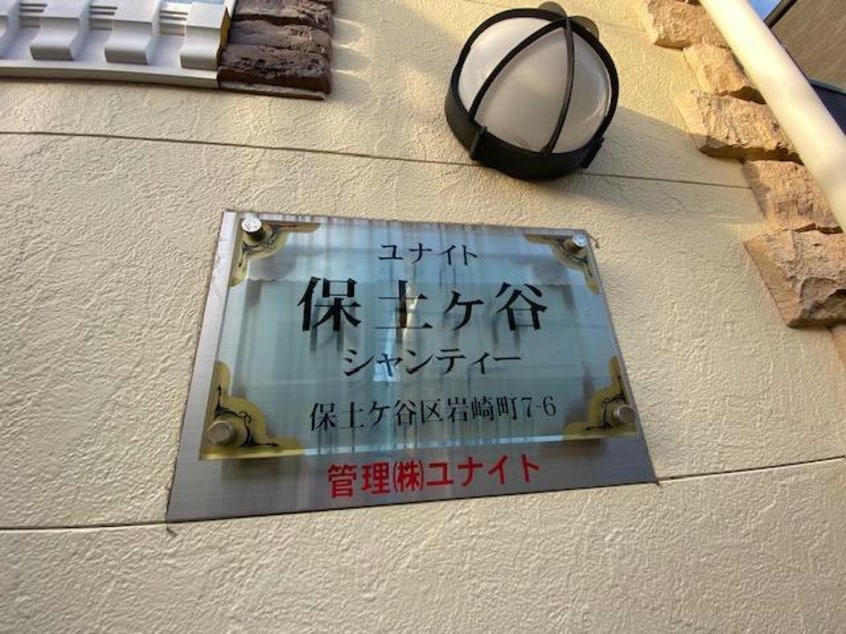 ユナイト
保土ヶ谷
シャンティー
保土ケ谷区岩崎町7-6
管理㈱ユナイト